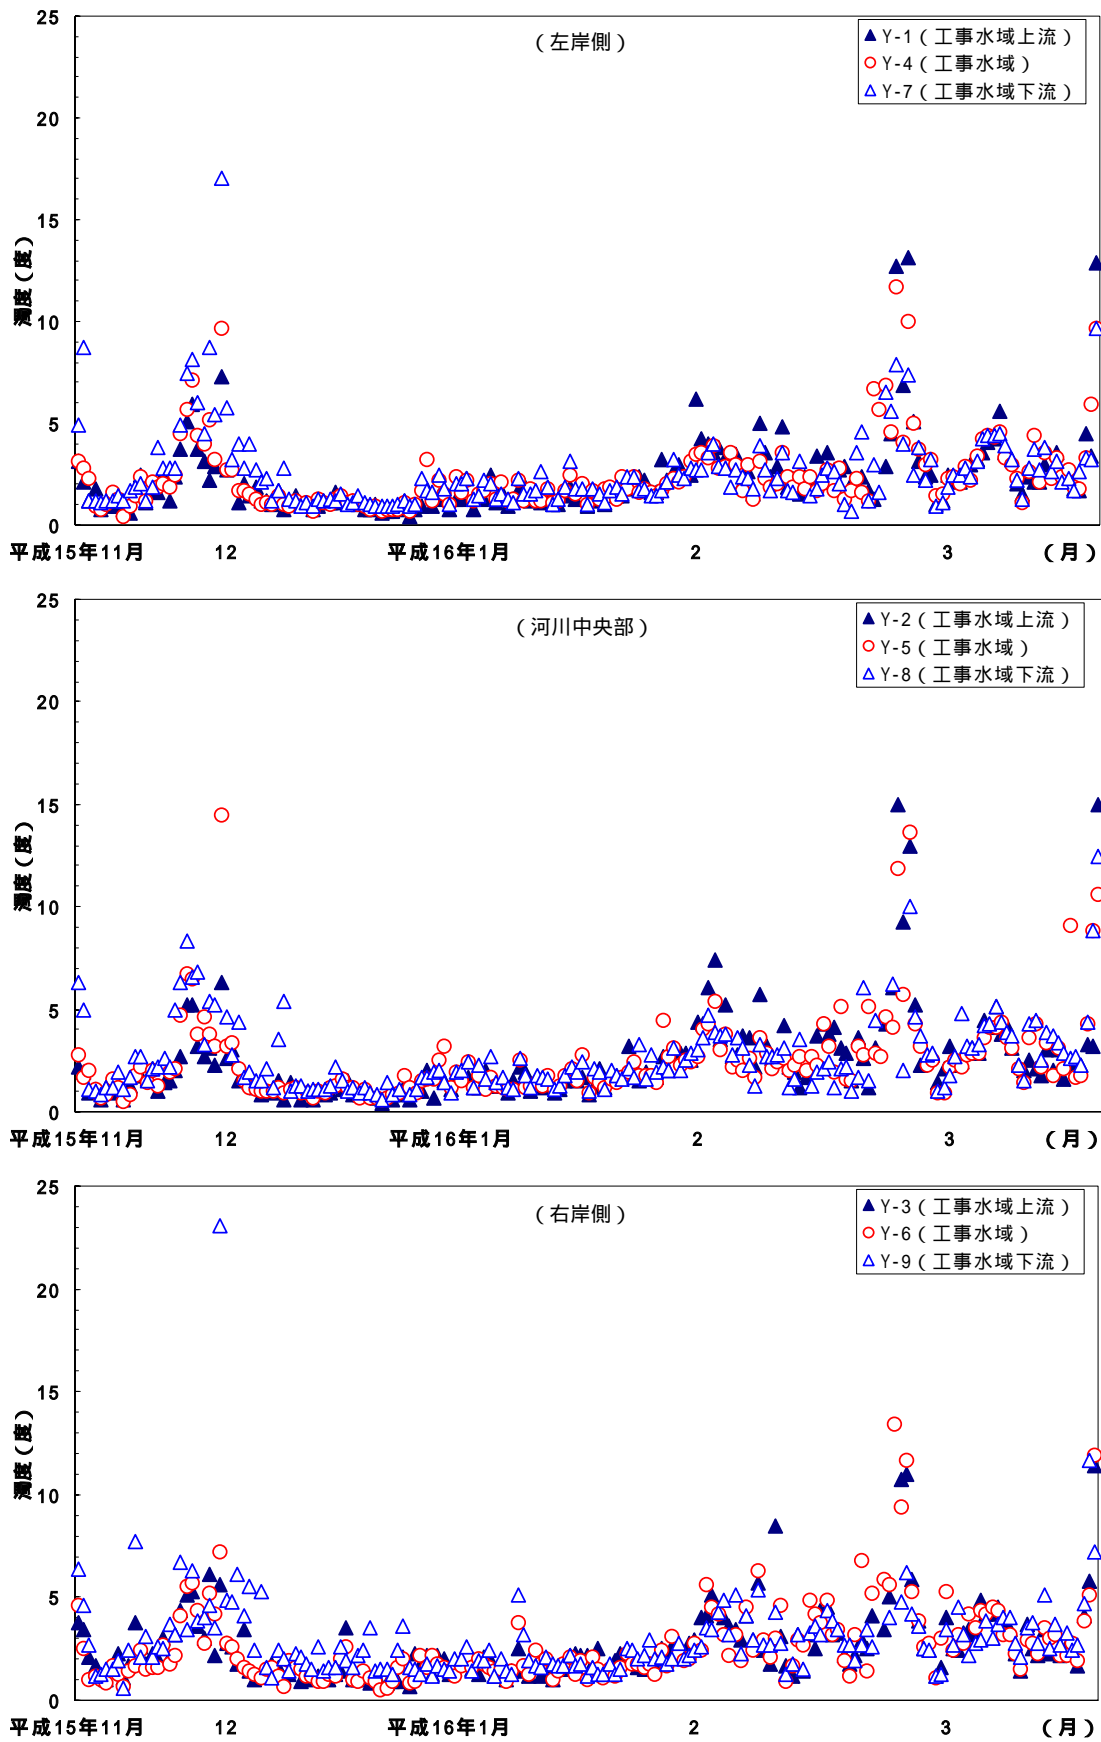 25
20
15
10
5
0
濁度（度）
（左岸側）
Y-1（工事水域上流）
Y-4（工事水域）
Y-7（工事水域下流）
平成15年11月 12 平成16年1月 2 3 （月）
25
20
15
10
5
0
濁度（度）
（河川中央部）
Y-2（工事水域上流）
Y-5（工事水域）
Y-8（工事水域下流）
平成15年11月 12 平成16年1月 2 3 （月）
25
20
15
10
5
0
濁度（度）
（右岸側）
Y-3（工事水域上流）
Y-6（工事水域）
Y-9（工事水域下流）
平成15年11月 12 平成16年1月 2 3 （月）